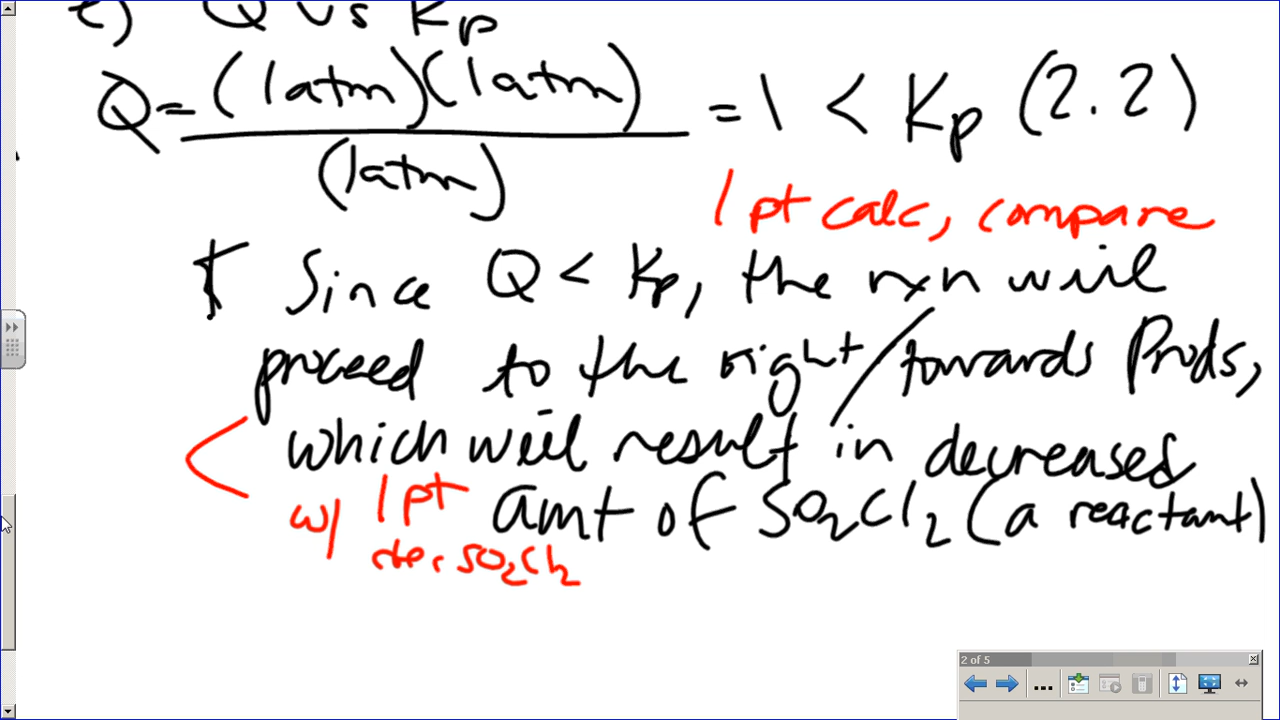 e) Q vs Kp
Q = (1atm)(1atm) / (1atm) = 1 < Kp (2.2)
1 pt calc, compare
Since Q < Kp, the rxn will
proceed to the right/towards Prods,
which will result in decreased
w/ 1 pt amt of SO2Cl2 (a reactant)
dec SO2Cl2
2 of 5
...